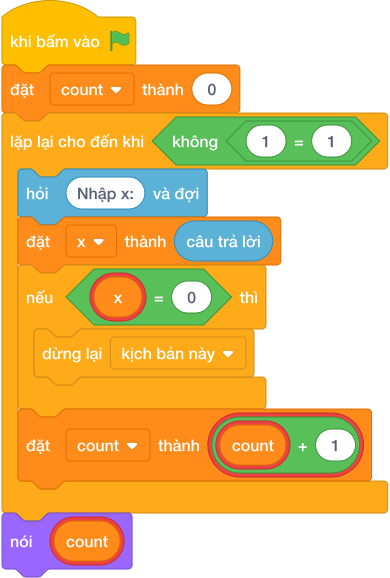 khi bấm vào
đặt count thành 0
lặp lại cho đến khi không 1 = 1
hỏi Nhập x: và đợi
đặt x thành câu trả lời
nếu x = 0 thì
dừng lại kịch bản này
đặt count thành count + 1
nói count